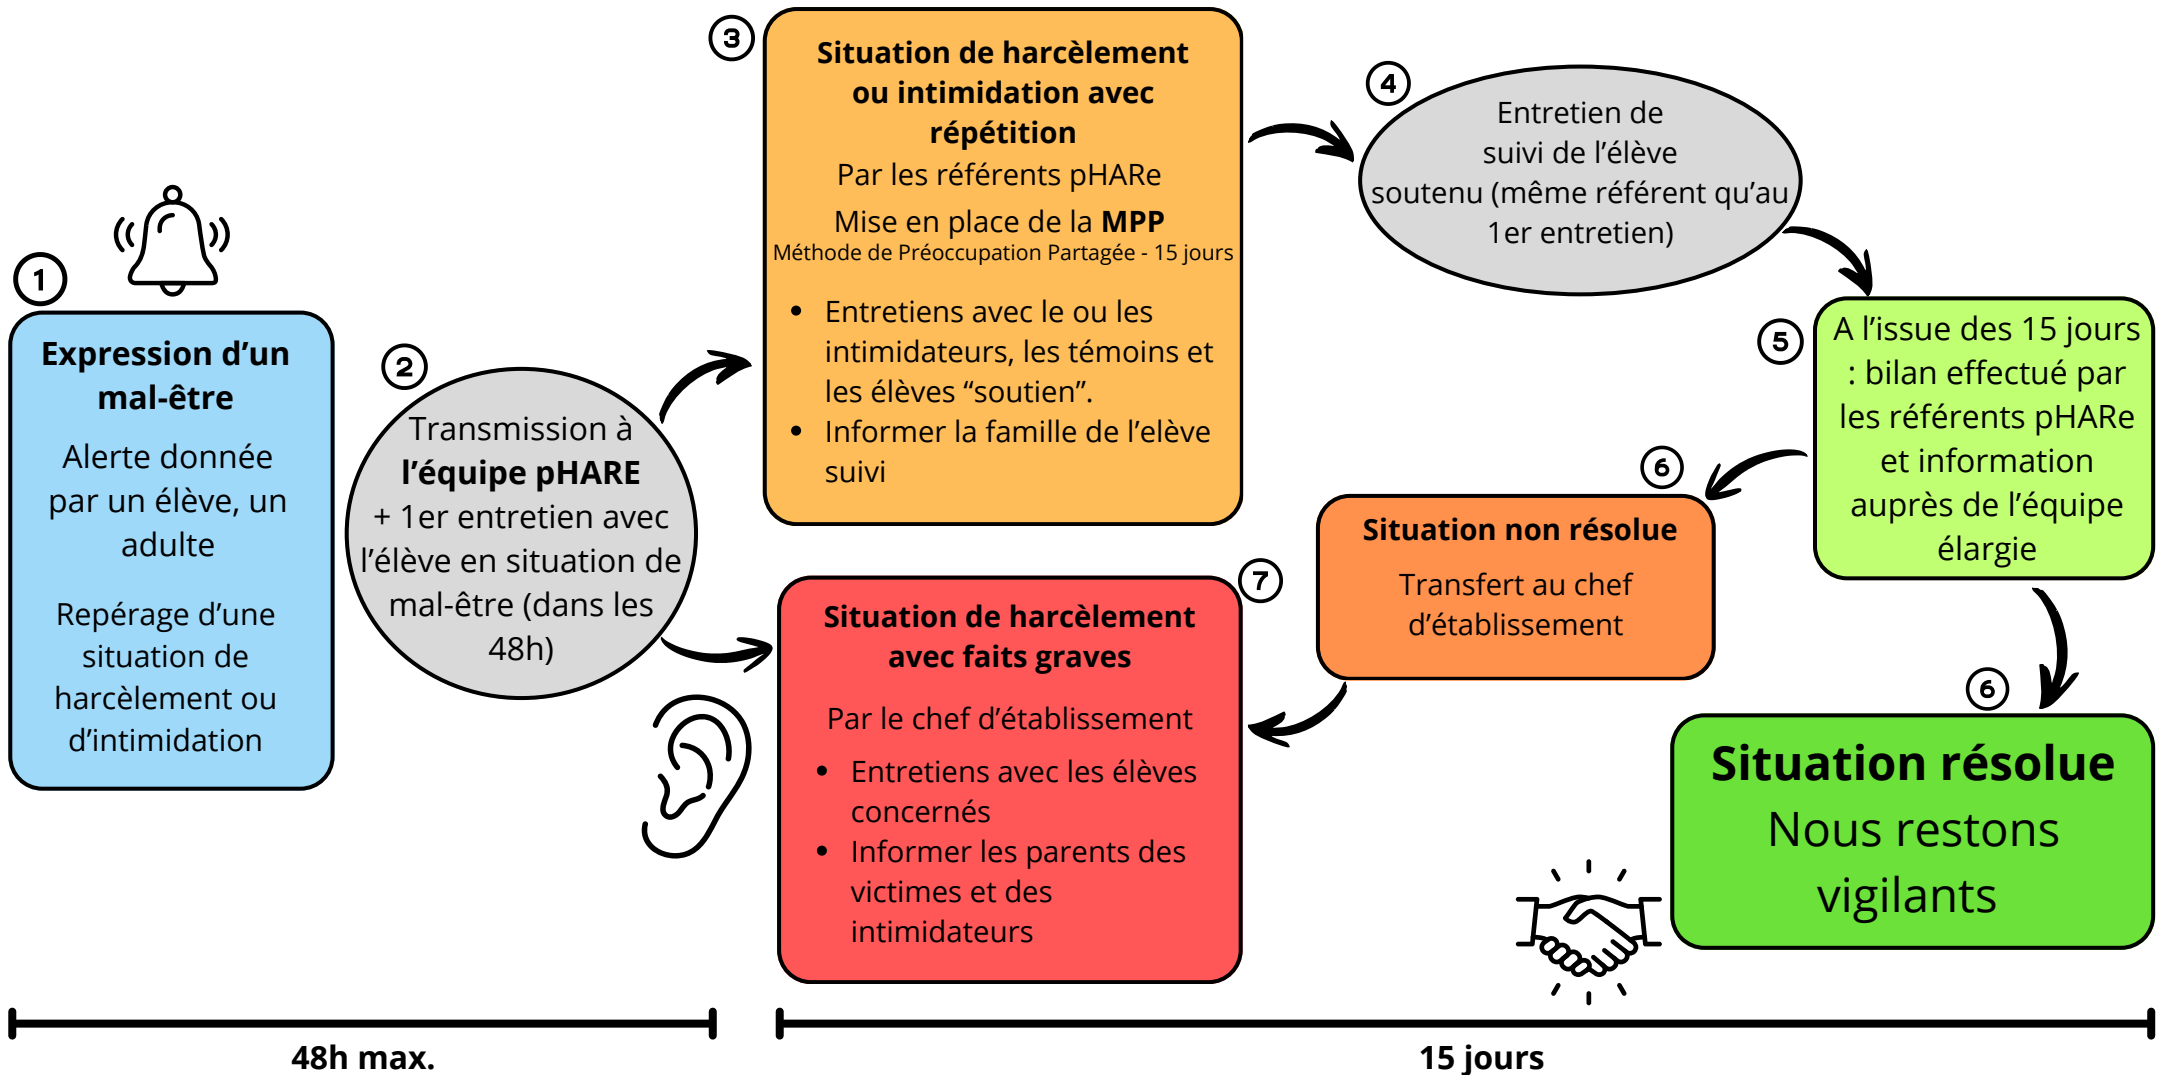 1
Expression d’un
mal-être
Alerte donnée
par un élève, un
adulte
Repérage d’une
situation de
harcèlement ou
d’intimidation
2
Transmission à
l’équipe pHARE
+ 1er entretien avec
l’élève en situation de
mal-être (dans les
48h)
3
Situation de harcèlement
ou intimidation avec
répétition
Par les référents pHARe
Mise en place de la MPP
Méthode de Préoccupation Partagée - 15 jours
• Entretiens avec le ou les
intimidateurs, les témoins et
les élèves “soutien”.
• Informer la famille de l’elève
suivi
4
Entretien de
suivi de l’élève
soutenu (même référent qu’au
1er entretien)
5
A l’issue des 15 jours
: bilan effectué par
les référents pHARe
et information
auprès de l’équipe
élargie
6
Situation non résolue
Transfert au chef
d’établissement
6
Situation résolue
Nous restons
vigilants
7
Situation de harcèlement
avec faits graves
Par le chef d’établissement
• Entretiens avec les élèves
concernés
• Informer les parents des
victimes et des
intimidateurs
48h max.
15 jours